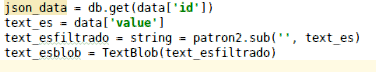 json_data = db.get(data['id'])
text_es = data['value']
text_esfiltrado = string = patron2.sub('', text_es)
text_esblob = TextBlob(text_esfiltrado)